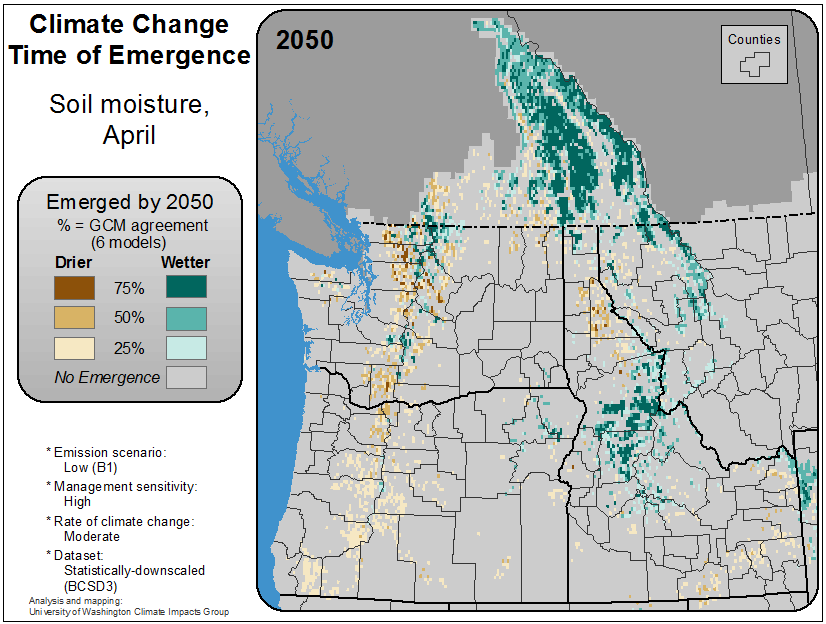 Climate Change
Time of Emergence
Soil moisture,
April
Emerged by 2050
% = GCM agreement
(6 models)
Drier Wetter
75%
50%
25%
No Emergence
* Emission scenario:
Low (B1)
* Management sensitivity:
High
* Rate of climate change:
Moderate
* Dataset:
Statistically-downscaled
(BCSD3)
Analysis and mapping:
University of Washington Climate Impacts Group
2050
Counties